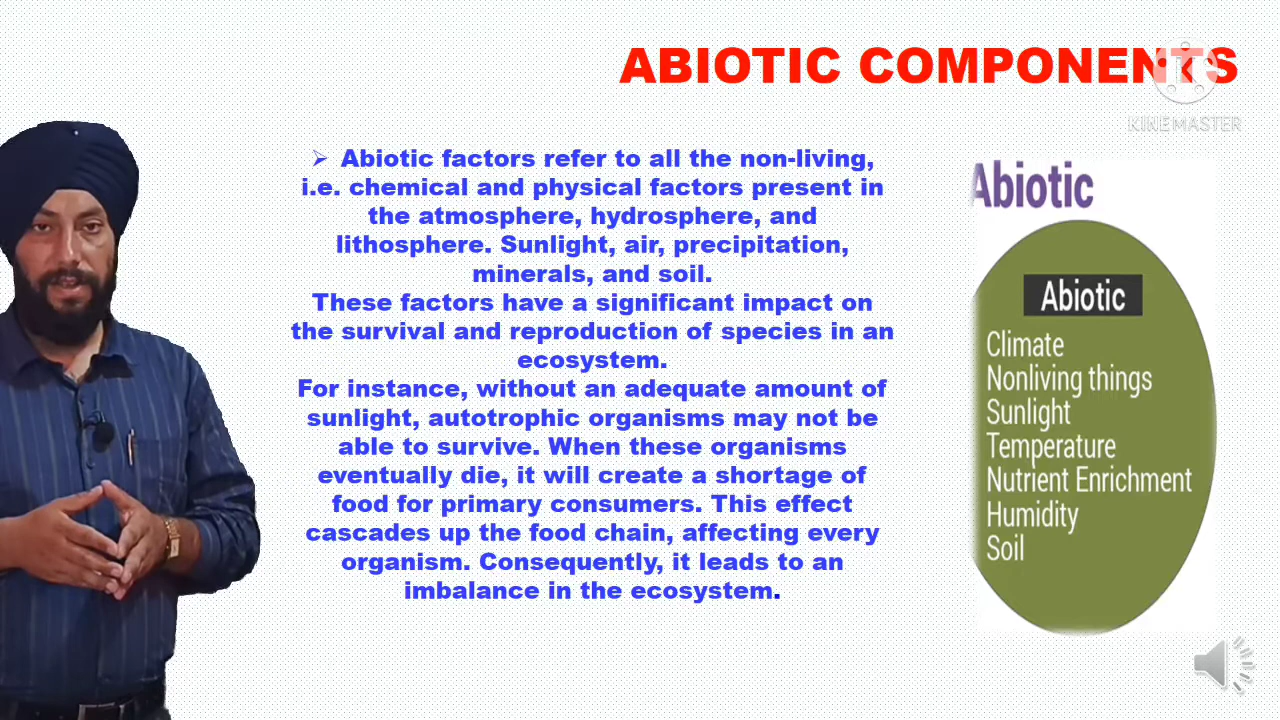 ABIOTIC COMPONENTS
KINEMASTER
➢ Abiotic factors refer to all the non-living,
i.e. chemical and physical factors present in
the atmosphere, hydrosphere, and
lithosphere. Sunlight, air, precipitation,
minerals, and soil.
These factors have a significant impact on
the survival and reproduction of species in an
ecosystem.
For instance, without an adequate amount of
sunlight, autotrophic organisms may not be
able to survive. When these organisms
eventually die, it will create a shortage of
food for primary consumers. This effect
cascades up the food chain, affecting every
organism. Consequently, it leads to an
imbalance in the ecosystem.
Abiotic
Abiotic
Climate
Nonliving things
Sunlight
Temperature
Nutrient Enrichment
Humidity
Soil